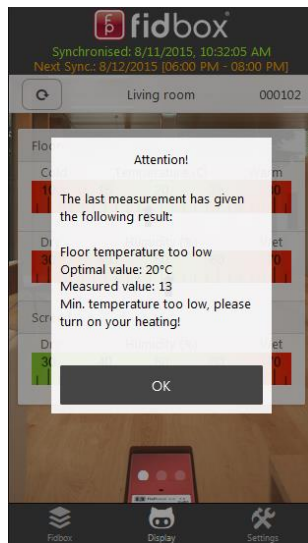 fidbox
Synchronised: 8/11/2015, 10:32:05 AM
Next Sync.: 8/12/2015 [06:00 PM - 08:00 PM]
Living room 000102
Attention!
The last measurement has given
the following result:
Floor temperature too low
Optimal value: 20°C
Measured value: 13
Min. temperature too low, please
turn on your heating!
OK
Fidbox Display Settings